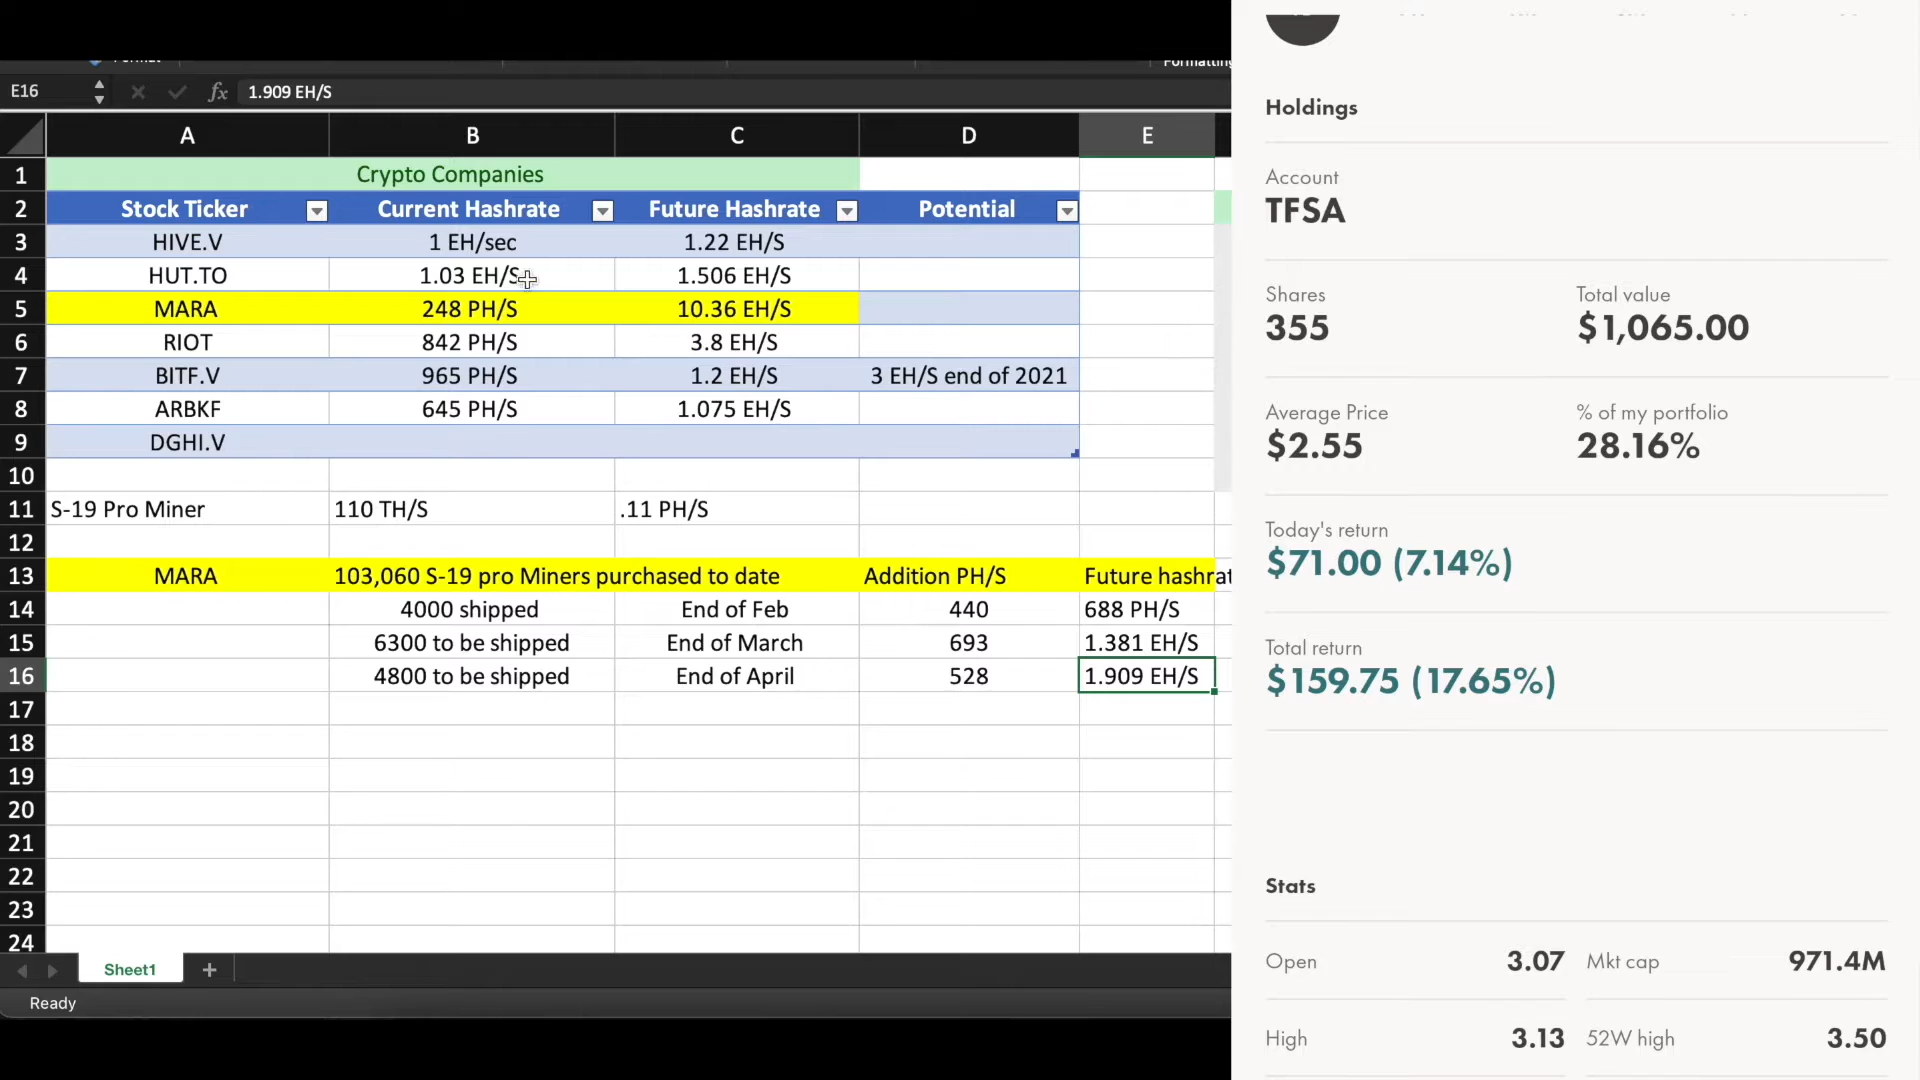 Formatting
E16 fx 1.909 EH/S
A B C D E
1 Crypto Companies
2 Stock Ticker Current Hashrate Future Hashrate Potential
3 HIVE.V 1 EH/sec 1.22 EH/S
4 HUT.TO 1.03 EH/S 1.506 EH/S
5 MARA 248 PH/S 10.36 EH/S
6 RIOT 842 PH/S 3.8 EH/S
7 BITF.V 965 PH/S 1.2 EH/S 3 EH/S end of 2021
8 ARBKF 645 PH/S 1.075 EH/S
9 DGHI.V
10
11 S-19 Pro Miner 110 TH/S .11 PH/S
12
13 MARA 103,060 S-19 pro Miners purchased to date Addition PH/S Future hashrat
14 4000 shipped End of Feb 440 688 PH/S
15 6300 to be shipped End of March 693 1.381 EH/S
16 4800 to be shipped End of April 528 1.909 EH/S
17
18
19
20
21
22
23
24
Sheet1
Ready
Holdings
Account
TFSA
Shares Total value
355 $1,065.00
Average Price % of my portfolio
$2.55 28.16%
Today's return
$71.00 (7.14%)
Total return
$159.75 (17.65%)
Stats
Open 3.07 Mkt cap 971.4M
High 3.13 52W high 3.50